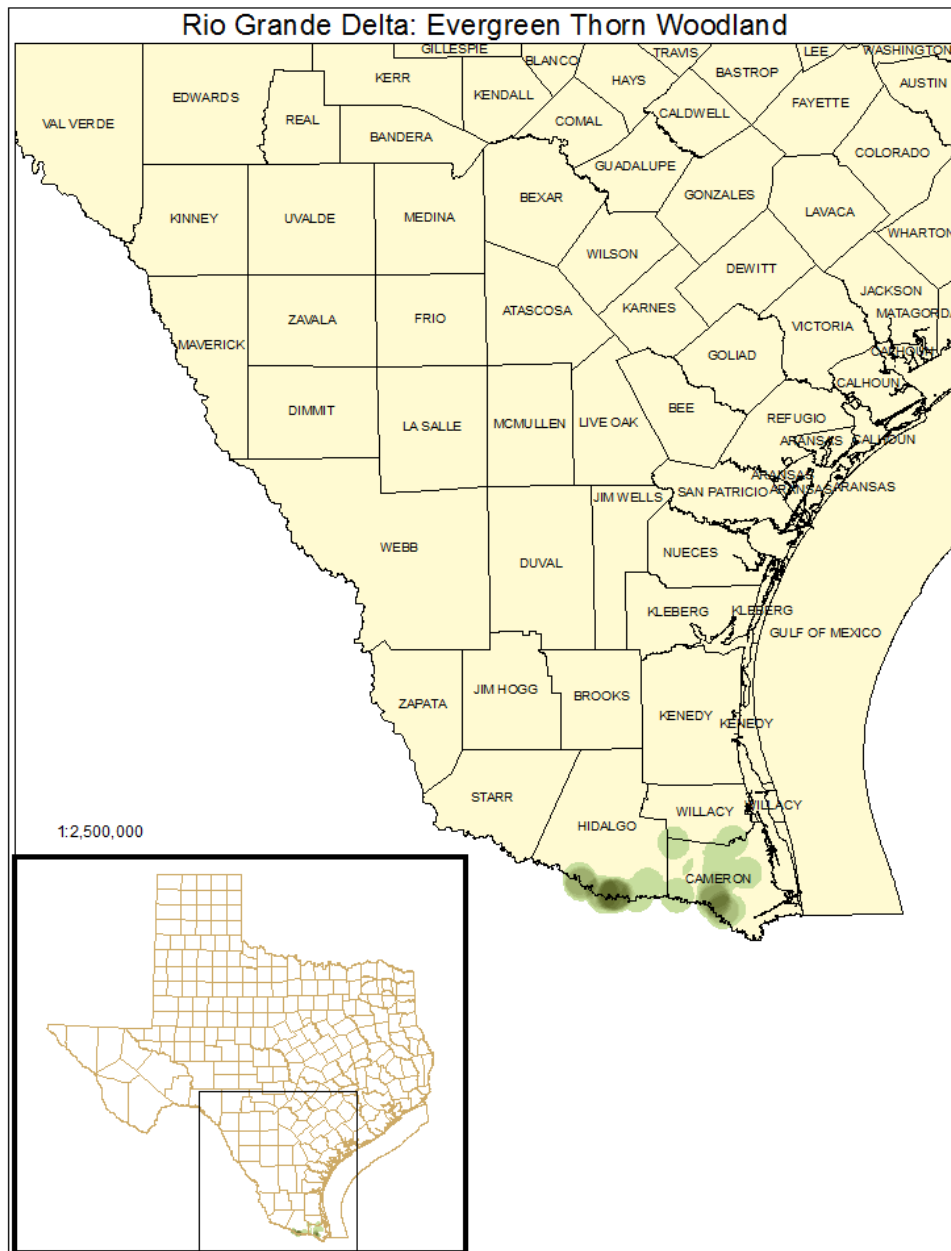 Rio Grande Delta: Evergreen Thorn Woodland
GILLESPIE
TRAVIS
LEE
WASHINGTON
BLANCO
KERR
HAYS
BASTROP
AUSTIN
EDWARDS
KENDALL
FAYETTE
VAL VERDE
REAL
COMAL
CALDWELL
BANDERA
COLORADO
GUADALUPE
BEXAR
GONZALES
LAVACA
KINNEY
UVALDE
MEDINA
WHARTON
WILSON
DEWITT
JACKSON
ZAVALA
FRIO
ATASCOSA
KARNES
MATAGORDA
VICTORIA
MAVERICK
CALHOUN
GOLIAD
CALHOUN
DIMMIT
LA SALLE
MCMULLEN
LIVE OAK
BEE
REFUGIO
ARANSAS
CALHOUN
ARANSAS
SAN PATRICIO
ARANSAS
ARANSAS
JIM WELLS
WEBB
NUECES
DUVAL
KLEBERG
KLEBERG
GULF OF MEXICO
ZAPATA
JIM HOGG
BROOKS
KENEDY
KENEDY
STARR
WILLACY
WILLACY
HIDALGO
1:2,500,000
CAMERON